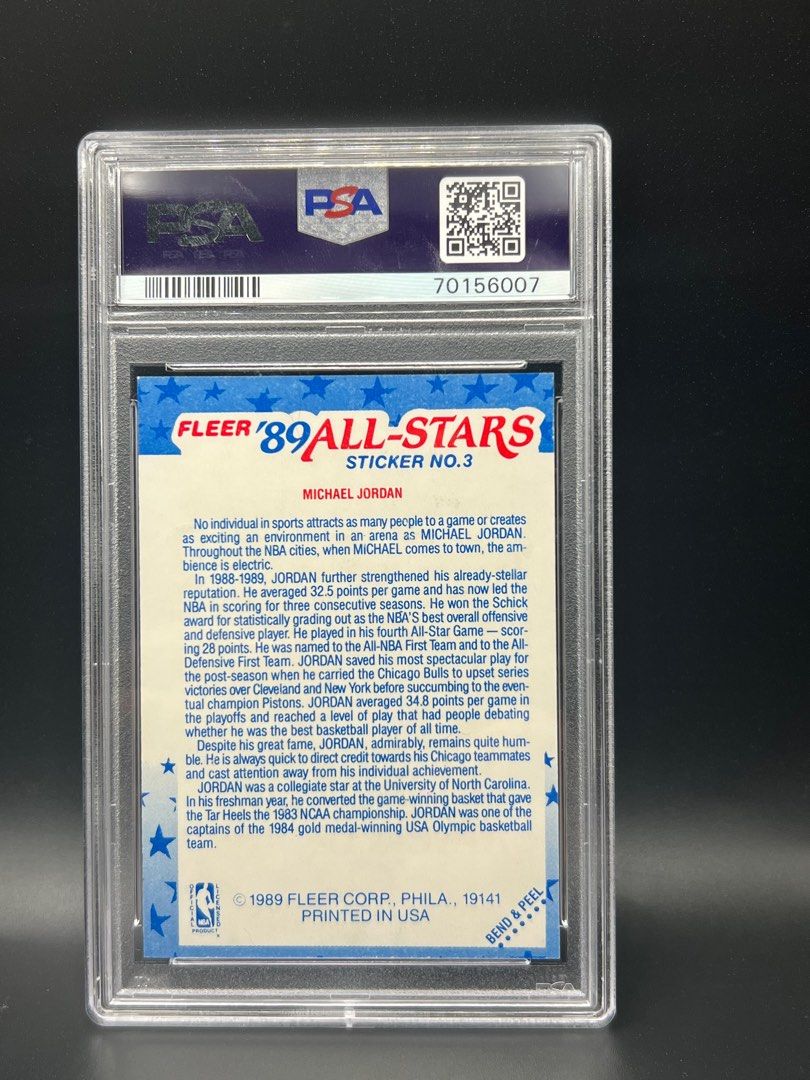 PSA
PSA
70156007
FLEER '89 ALL-STARS
STICKER NO.3
MICHAEL JORDAN
No individual in sports attracts as many people to a game or creates
as exciting an environment in an arena as MICHAEL JORDAN.
Throughout the NBA cities, when MiCHAEL comes to town, the am-
bience is electric.
In 1988-1989, JORDAN further strengthened his already-stellar
reputation. He averaged 32.5 points per game and has now led the
NBA in scoring for three consecutive seasons. He won the Schick
award for statistically grading out as the NBA'S best overall offensive
and defensive player. He played in his fourth All-Star Game — scor-
ing 28 points. He was named to the All-NBA First Team and to the All-
Defensive First Team. JORDAN saved his most spectacular play for
the post-season when he carried the Chicago Bulls to upset series
victories over Cleveland and New York before succumbing to the even-
tual champion Pistons. JORDAN averaged 34.8 points per game in
the playoffs and reached a level of play that had people debating
whether he was the best basketball player of all time.
Despite his great fame, JORDAN, admirably, remains quite hum-
ble. He is always quick to direct credit towards his Chicago teammates
and cast attention away from his individual achievement.
JORDAN was a collegiate star at the University of North Carolina.
In his freshman year, he converted the game-winning basket that gave
the Tar Heels the 1983 NCAA championship. JORDAN was one of the
captains of the 1984 gold medal-winning USA Olympic basketball
team.
OFFICIAL LICENSED
NBA
PRODUCT
© 1989 FLEER CORP., PHILA., 19141
PRINTED IN USA
BEND & PEEL
PSA